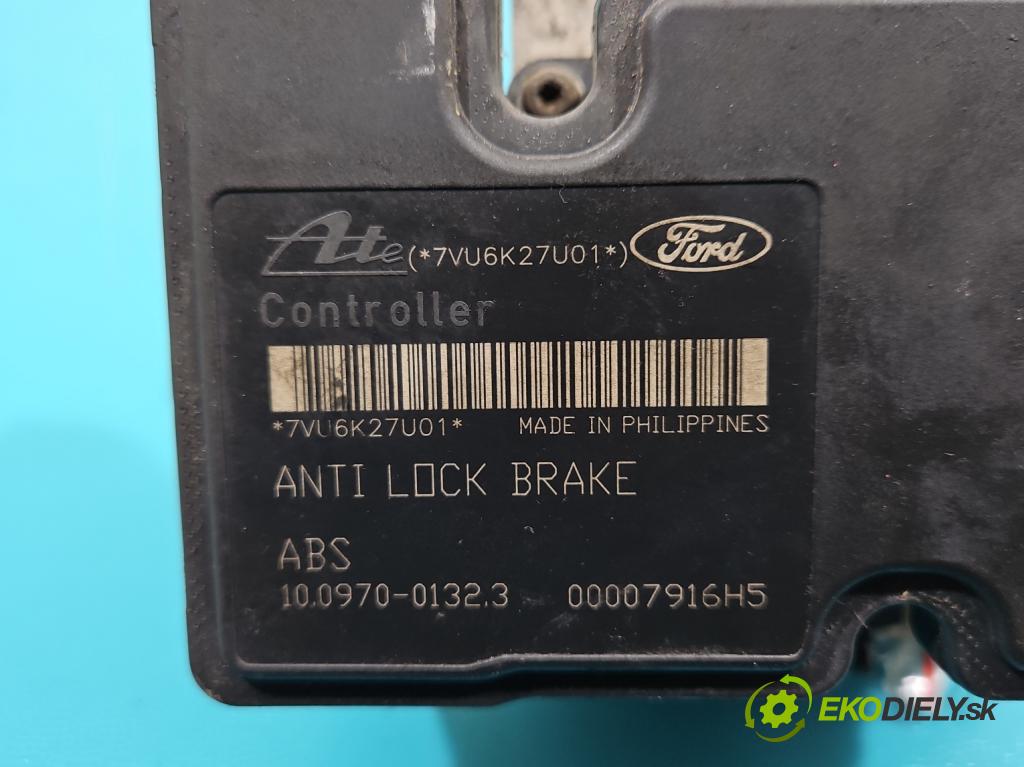 Ate (*7VU6K27U01*) Ford
Controller
*7VU6K27U01* MADE IN PHILIPPINES
ANTI LOCK BRAKE
ABS
10.0970-0132.3 00007916H5
EKODIELY.sk